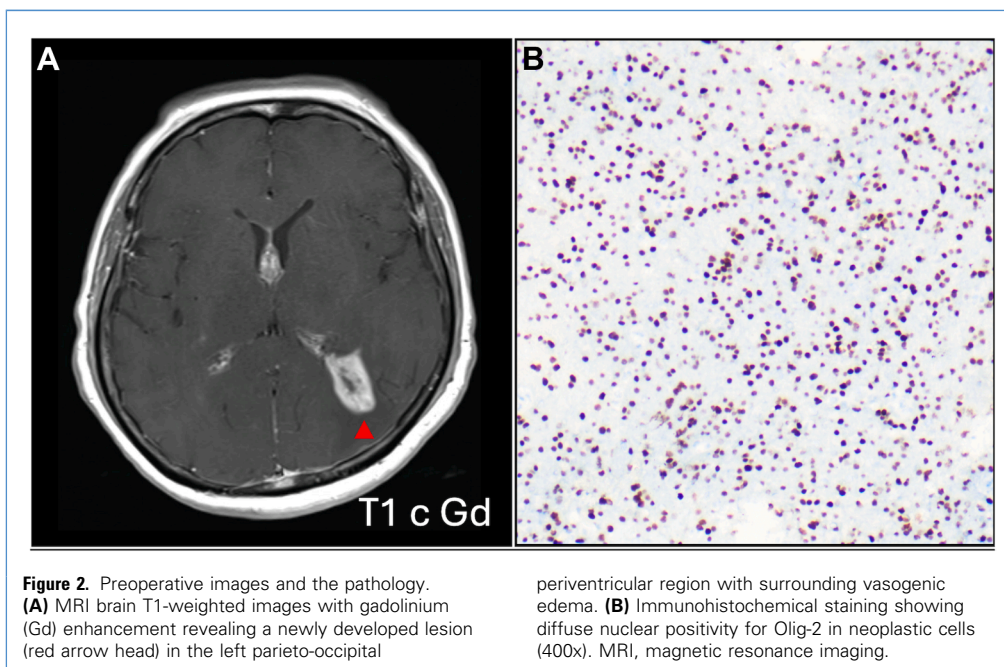 A
B
T1 c Gd
Figure 2. Preoperative images and the pathology.
(A) MRI brain T1-weighted images with gadolinium
(Gd) enhancement revealing a newly developed lesion
(red arrow head) in the left parieto-occipital
periventricular region with surrounding vasogenic
edema. (B) Immunohistochemical staining showing
diffuse nuclear positivity for Olig-2 in neoplastic cells
(400x). MRI, magnetic resonance imaging.